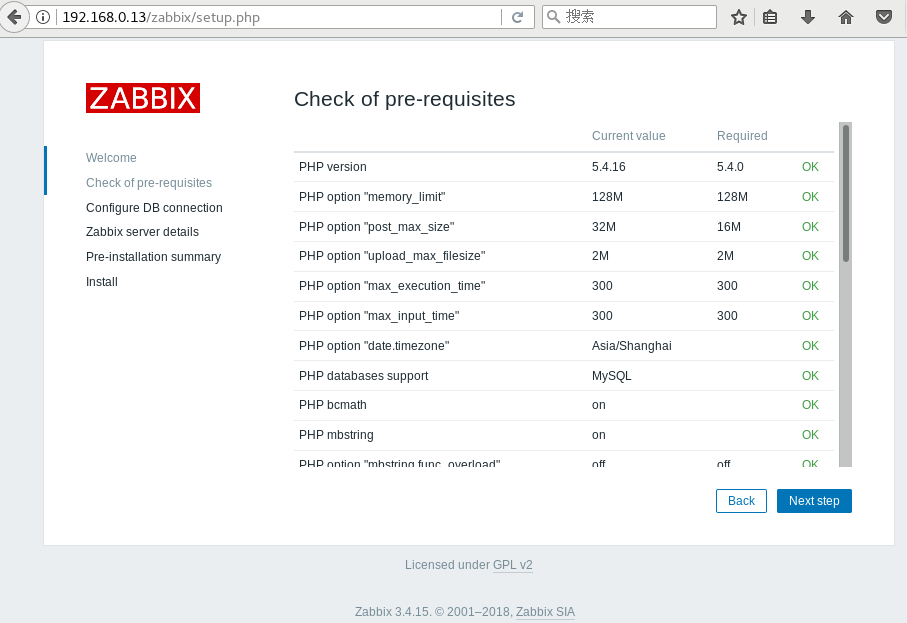 192.168.0.13/zabbix/setup.php
搜索
ZABBIX
Check of pre-requisites
Welcome
Check of pre-requisites
Configure DB connection
Zabbix server details
Pre-installation summary
Install
Current value Required
PHP version 5.4.16 5.4.0 OK
PHP option "memory_limit" 128M 128M OK
PHP option "post_max_size" 32M 16M OK
PHP option "upload_max_filesize" 2M 2M OK
PHP option "max_execution_time" 300 300 OK
PHP option "max_input_time" 300 300 OK
PHP option "date.timezone" Asia/Shanghai OK
PHP databases support MySQL OK
PHP bcmath on OK
PHP mbstring on OK
PHP option "mbstring.func_overload" off off OK
Back Next step
Licensed under GPL v2
Zabbix 3.4.15. © 2001–2018, Zabbix SIA